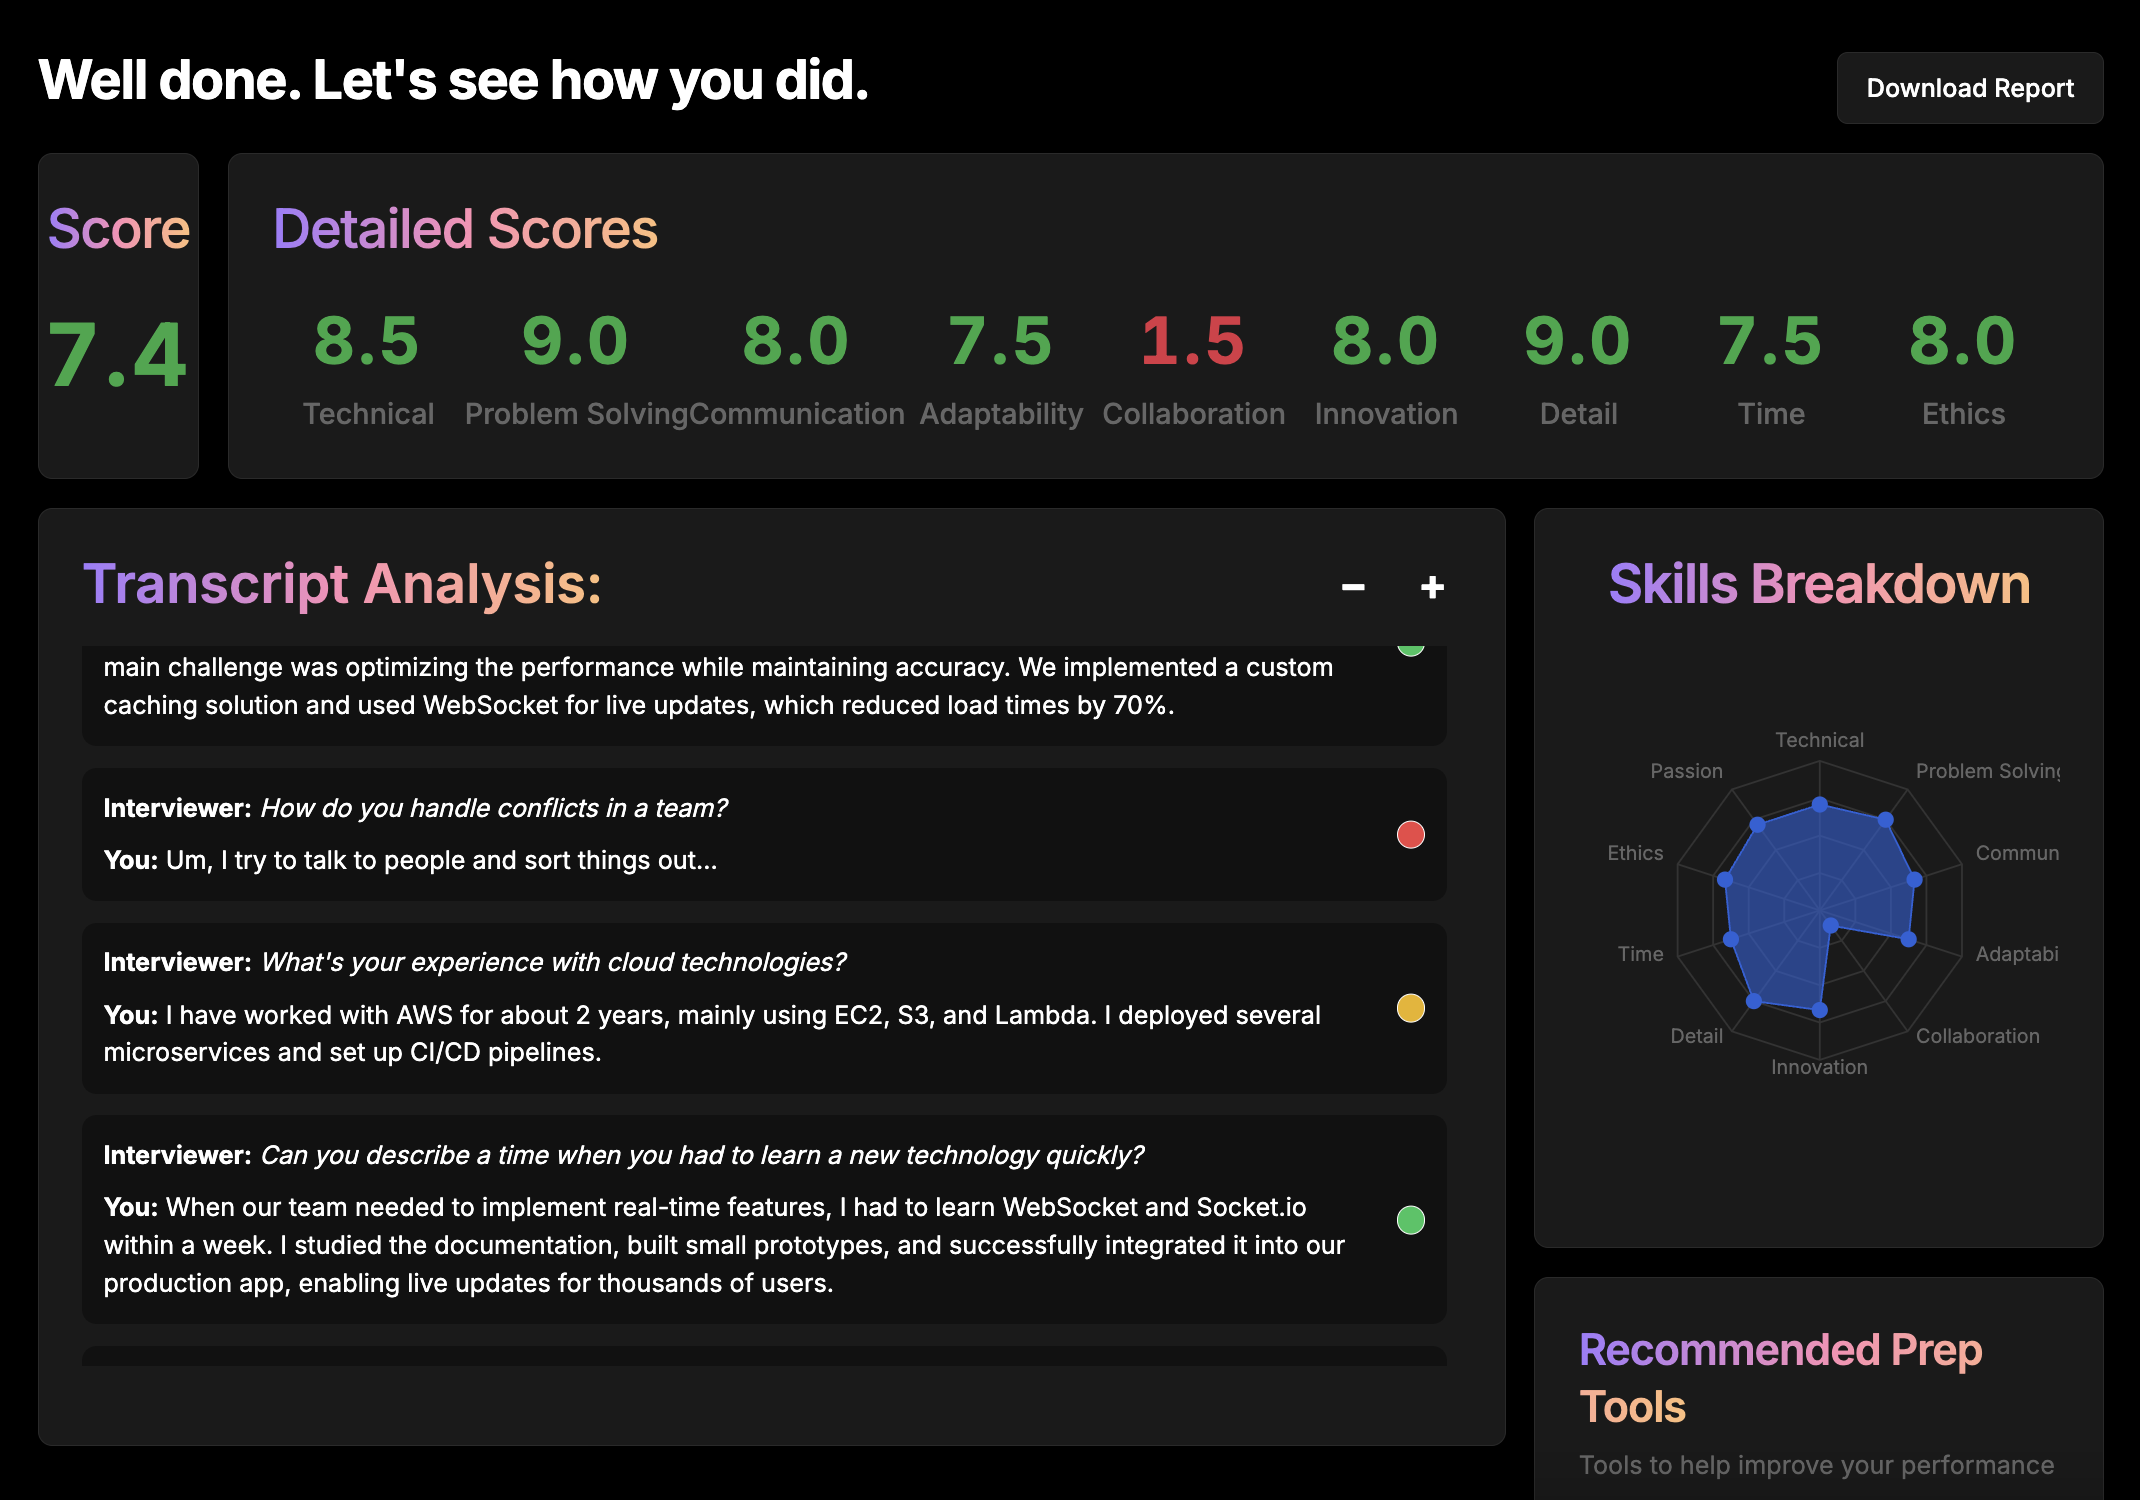 Well done. Let's see how you did.
Download Report
Score
7.4
Detailed Scores
8.5 9.0 8.0 7.5 1.5 8.0 9.0 7.5 8.0
Technical Problem Solving Communication Adaptability Collaboration Innovation Detail Time Ethics
Transcript Analysis:
− +
main challenge was optimizing the performance while maintaining accuracy. We implemented a custom
caching solution and used WebSocket for live updates, which reduced load times by 70%.
Interviewer: How do you handle conflicts in a team?
You: Um, I try to talk to people and sort things out...
Interviewer: What's your experience with cloud technologies?
You: I have worked with AWS for about 2 years, mainly using EC2, S3, and Lambda. I deployed several
microservices and set up CI/CD pipelines.
Interviewer: Can you describe a time when you had to learn a new technology quickly?
You: When our team needed to implement real-time features, I had to learn WebSocket and Socket.io
within a week. I studied the documentation, built small prototypes, and successfully integrated it into our
production app, enabling live updates for thousands of users.
Skills Breakdown
Technical
Passion
Problem Solving
Ethics
Commun
Time
Adaptabi
Detail
Collaboration
Innovation
Recommended Prep
Tools
Tools to help improve your performance